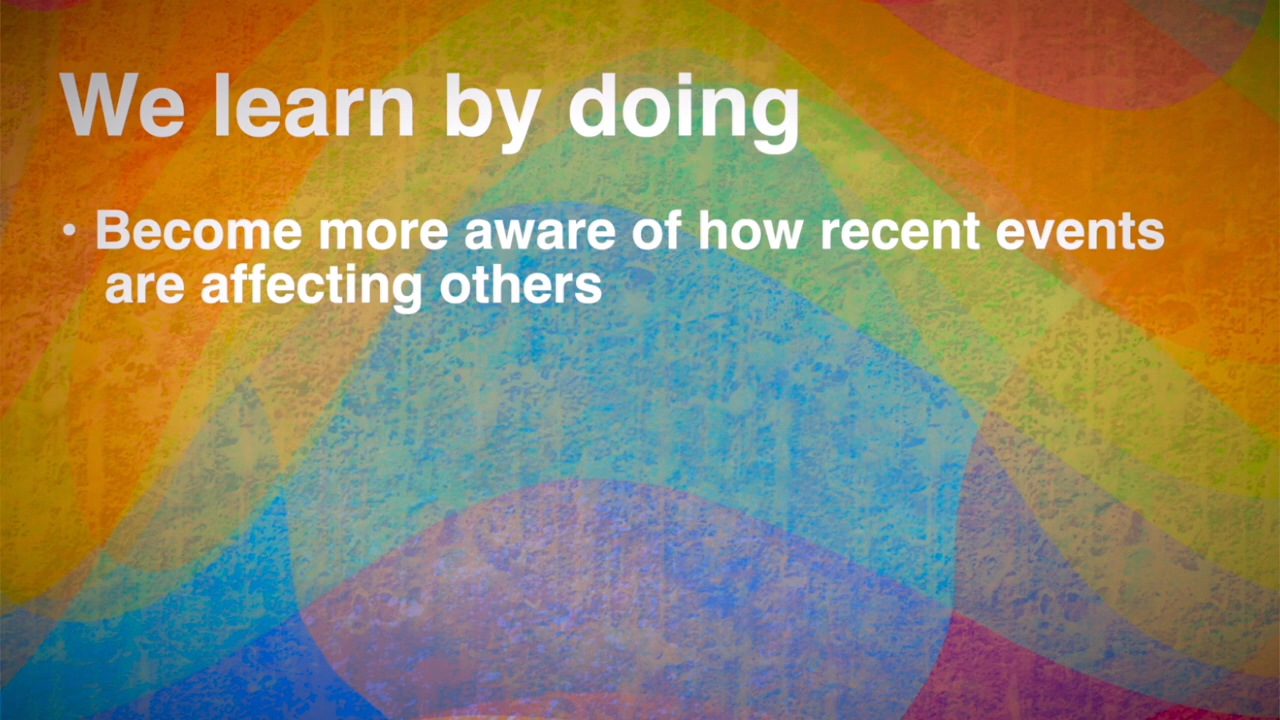 We learn by doing
• Become more aware of how recent events
are affecting others